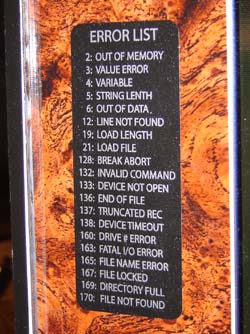 ERROR LIST
2: OUT OF MEMORY
3: VALUE ERROR
4: VARIABLE
5: STRING LENTH
6: OUT OF DATA.
12: LINE NOT FOUND
19: LOAD LENGTH
21: LOAD FILE
128: BREAK ABORT
132: INVALID COMMAND
133: DEVICE NOT OPEN
136: END OF FILE
137: TRUNCATED REC
138: DEVICE TIMEOUT
160: DRIVE # ERROR
163: FATAL I/O ERROR
165: FILE NAME ERROR
167: FILE LOCKED
169: DIRECTORY FULL
170: FILE NOT FOUND